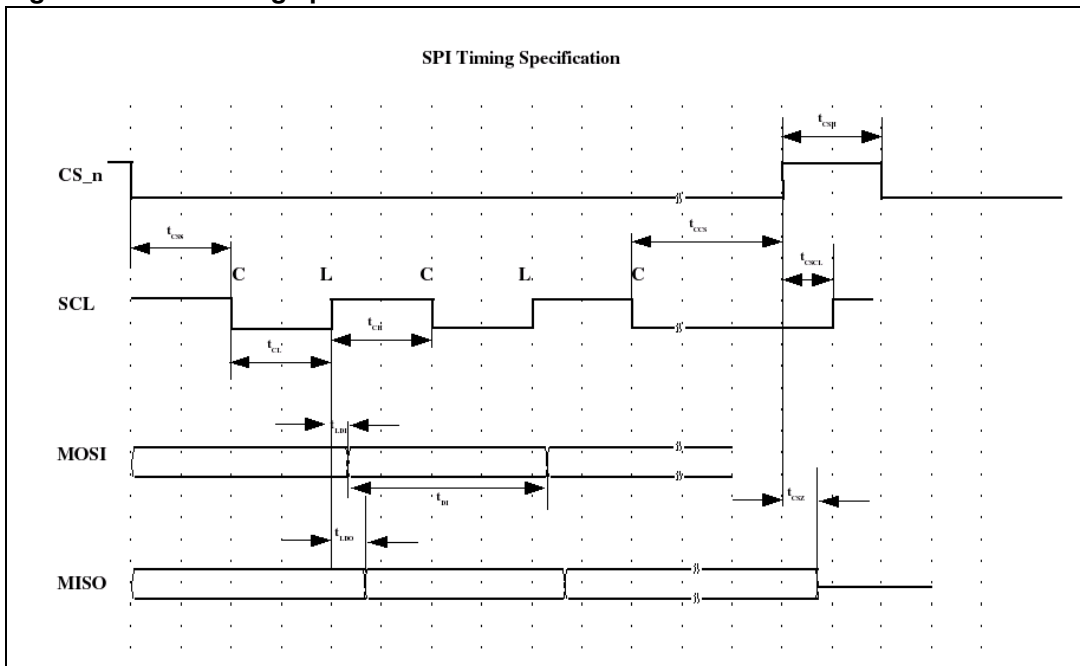 SPI Timing Specification
t_CSH
CS_n
t_CSS
t_CCS
t_CSCL
C L C L C
SCL
t_CH
t_CL
t_LDI
MOSI
t_DI
t_CSZ
t_LDO
MISO